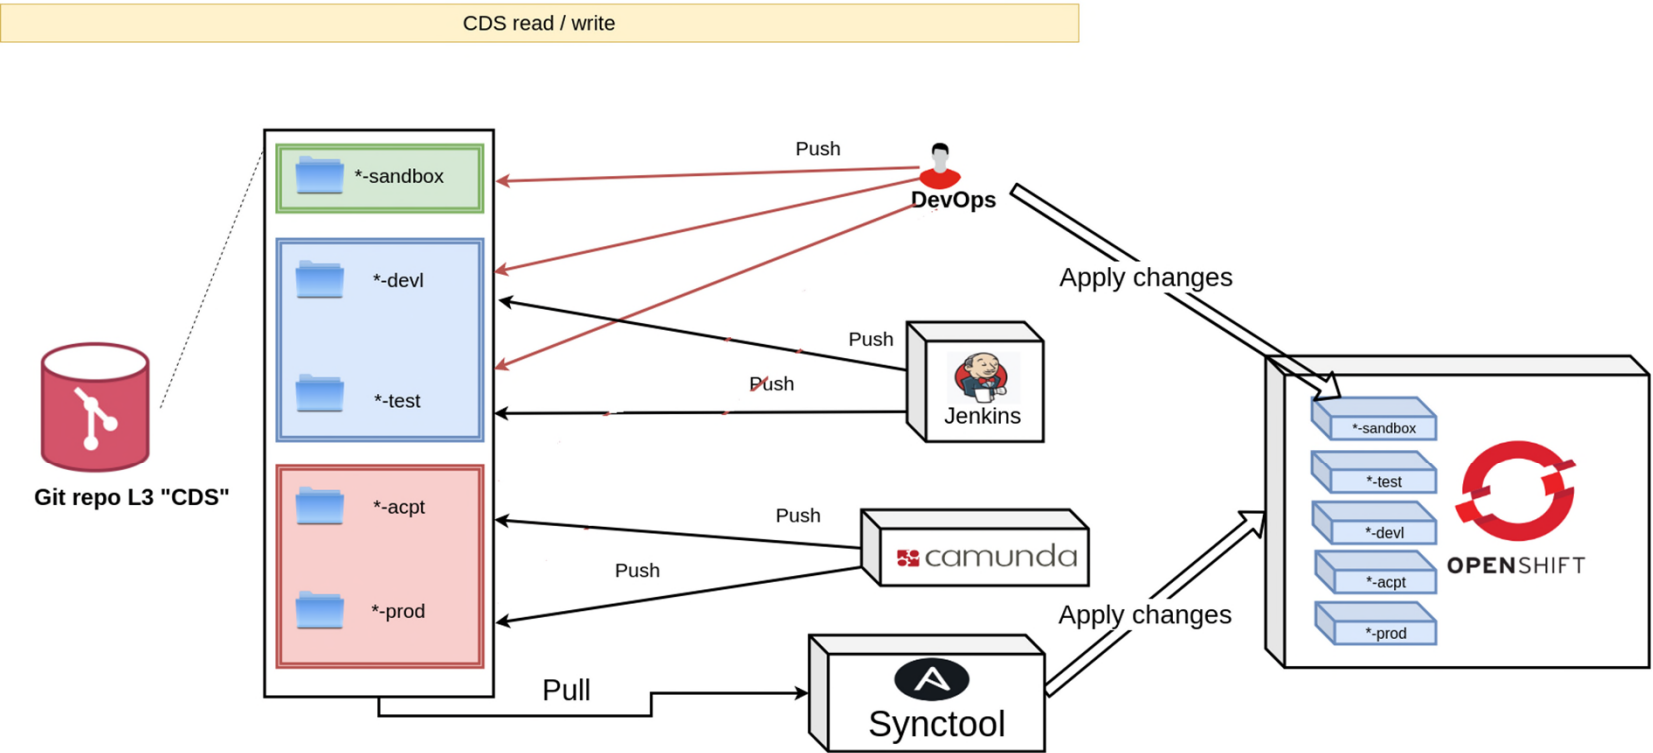 CDS read / write
Push
*-sandbox
DevOps
Apply changes
*-devl
Push
Push
*-test
Jenkins
*-sandbox
*-test
Git repo L3 "CDS"
*-acpt
Push
*-devl
camunda
OPENSHIFT
Push
*-acpt
*-prod
Apply changes
*-prod
Pull
Synctool